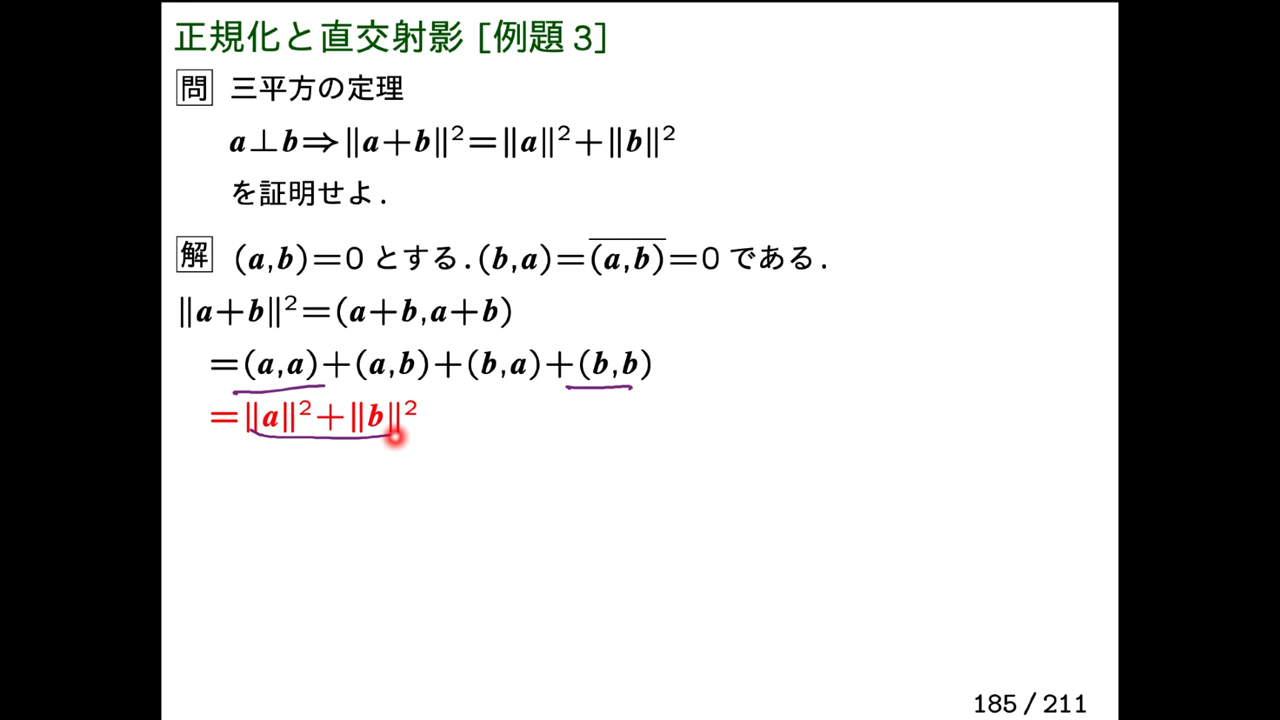 正規化と直交射影 [例題 3]
問 三平方の定理
a⊥b⇒‖a+b‖²=‖a‖²+‖b‖²
を証明せよ.
解 (a,b)=0 とする.(b,a)=\overline{(a,b)}=0 である.
‖a+b‖²=(a+b,a+b)
=(a,a)+(a,b)+(b,a)+(b,b)
=‖a‖²+‖b‖²
185 / 211